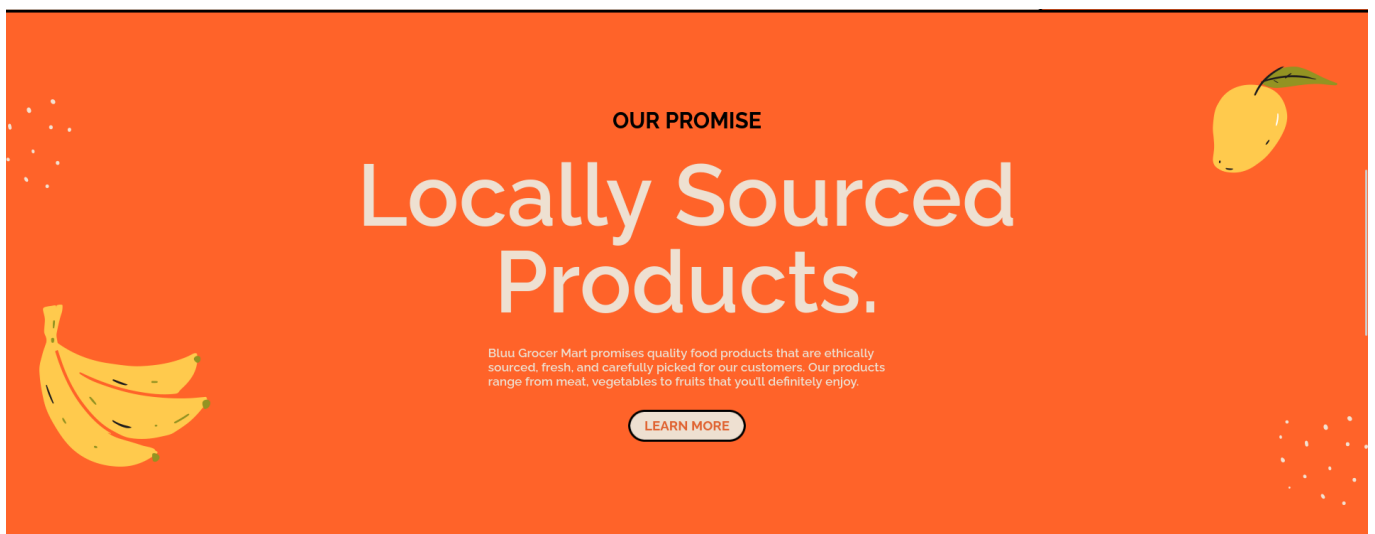 OUR PROMISE
Locally Sourced
Products.
Bluu Grocer Mart promises quality food products that are ethically
sourced, fresh, and carefully picked for our customers. Our products
range from meat, vegetables to fruits that you'll definitely enjoy.
LEARN MORE